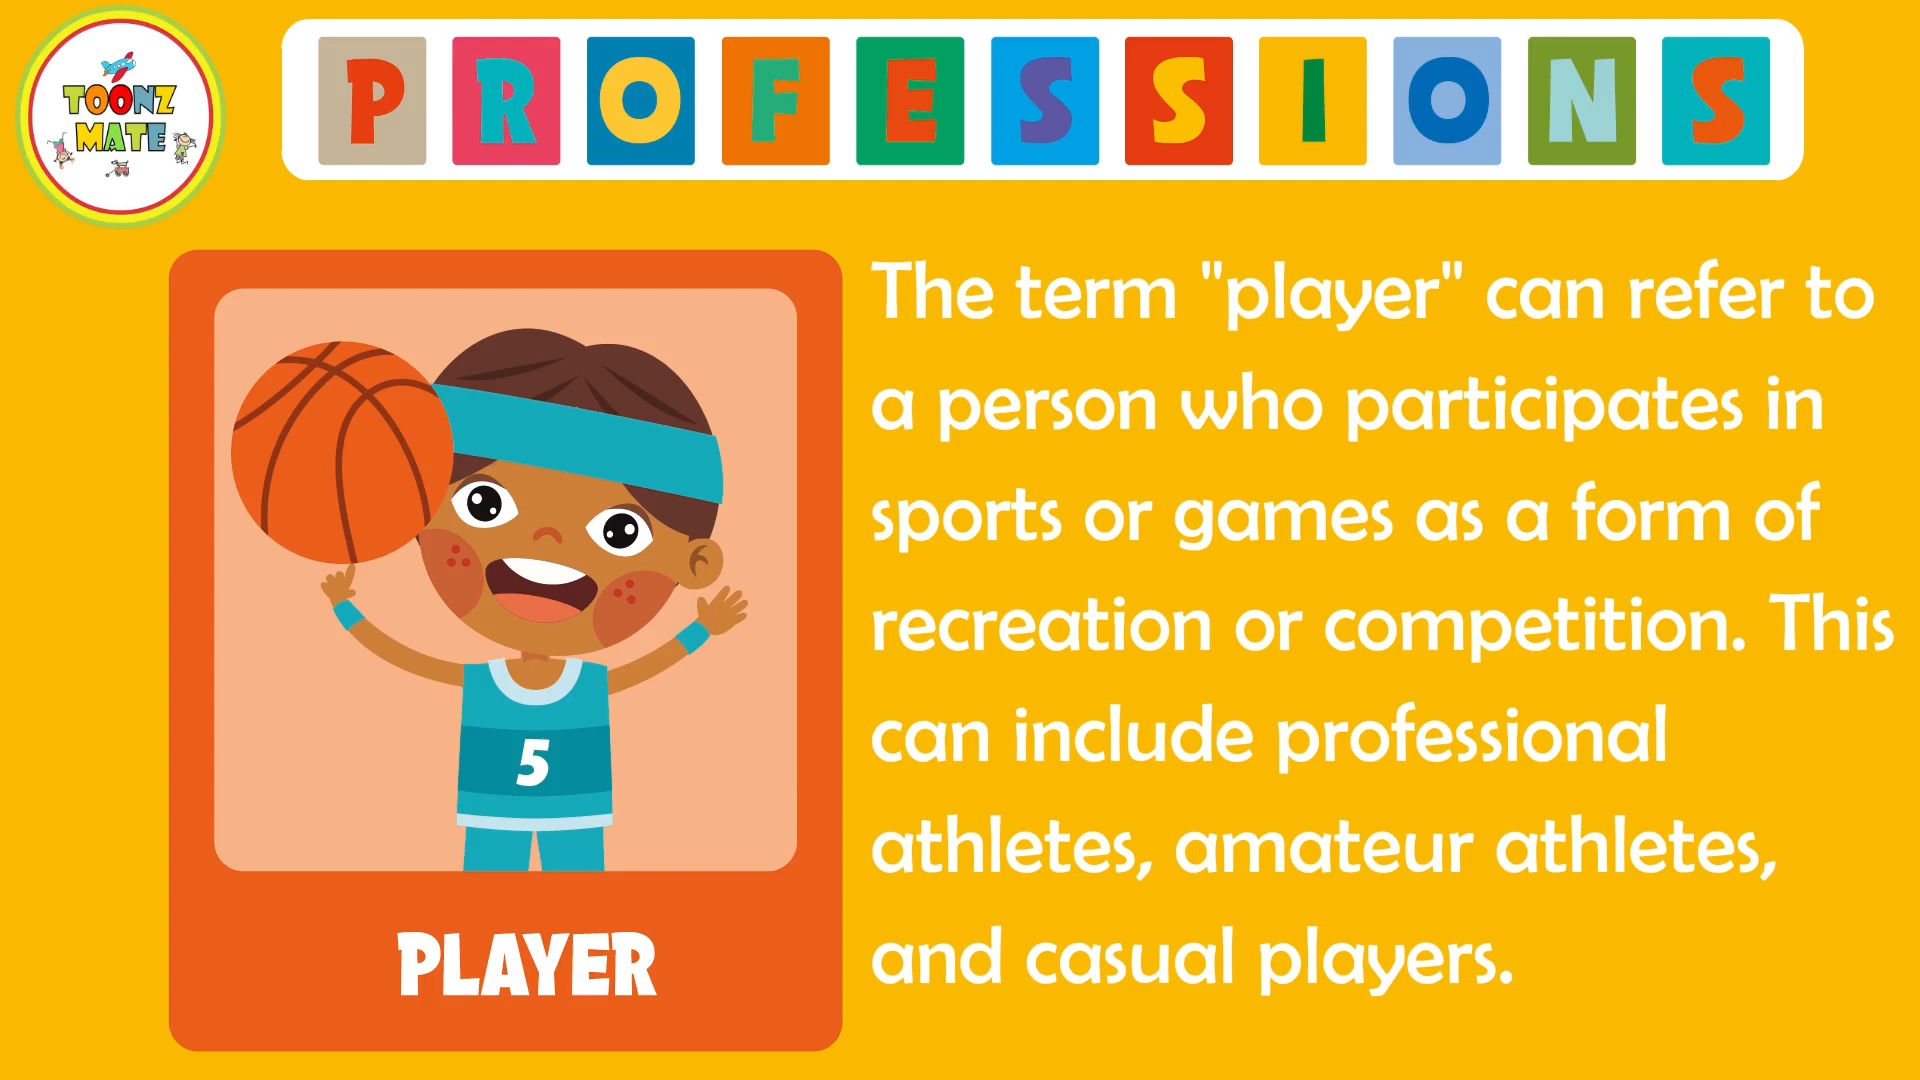 TOONZ
MATE
PROFESSIONS
The term "player" can refer to
a person who participates in
sports or games as a form of
recreation or competition. This
can include professional
athletes, amateur athletes,
and casual players.
5
PLAYER